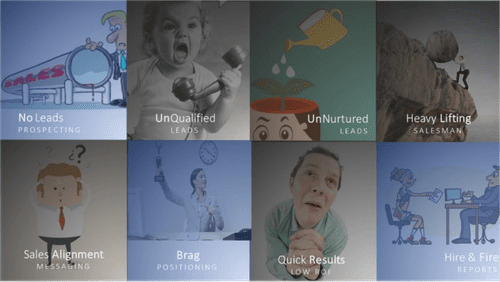 SALES
No Leads
PROSPECTING
UnQualified
LEADS
UnNurtured
LEADS
Heavy Lifting
SALESMAN
? ? ?
Sales Alignment
MESSAGING
Brag
POSITIONING
Quick Results
LOW ROI
Hire & Fire
REPORTS